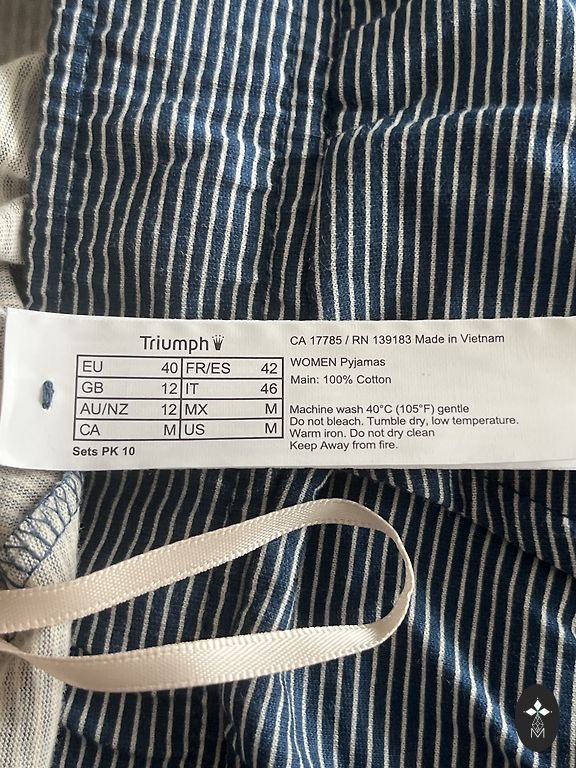 Triumph
EU 40 FR/ES 42
GB 12 IT 46
AU/NZ 12 MX M
CA M US M
Sets PK 10
CA 17785 / RN 139183 Made in Vietnam
WOMEN Pyjamas
Main: 100% Cotton
Machine wash 40°C (105°F) gentle
Do not bleach. Tumble dry, low temperature.
Warm iron. Do not dry clean
Keep Away from fire.
M